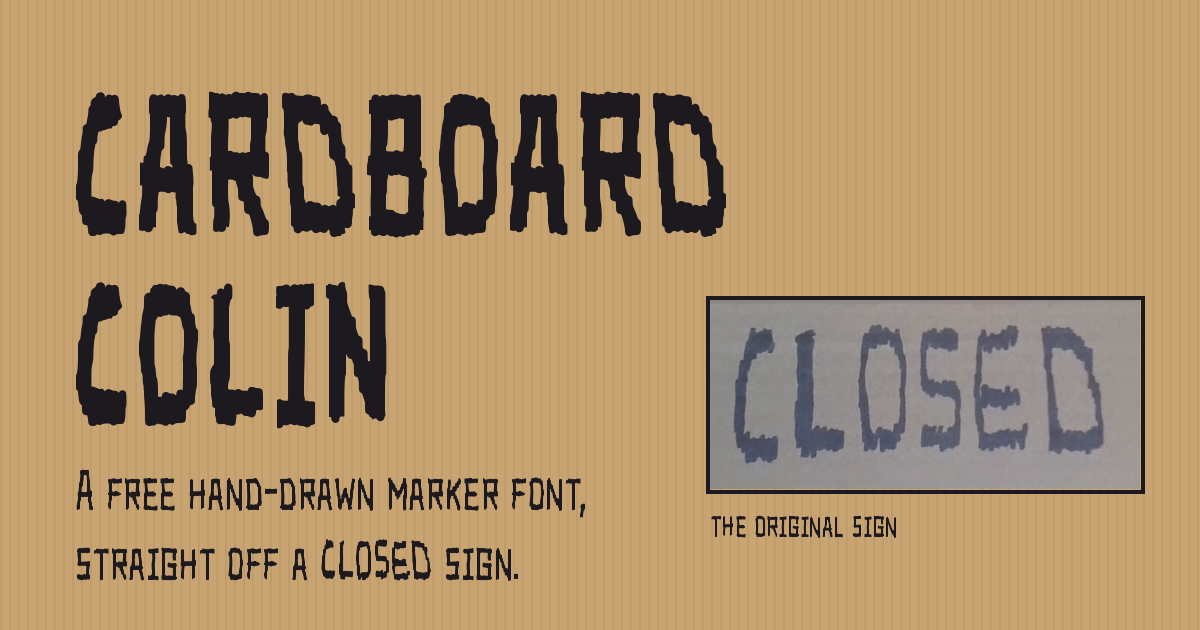 CARDBOARD
COLIN
A FREE HAND-DRAWN MARKER FONT,
STRAIGHT OFF A CLOSED SIGN.
CLOSED
THE ORIGINAL SIGN